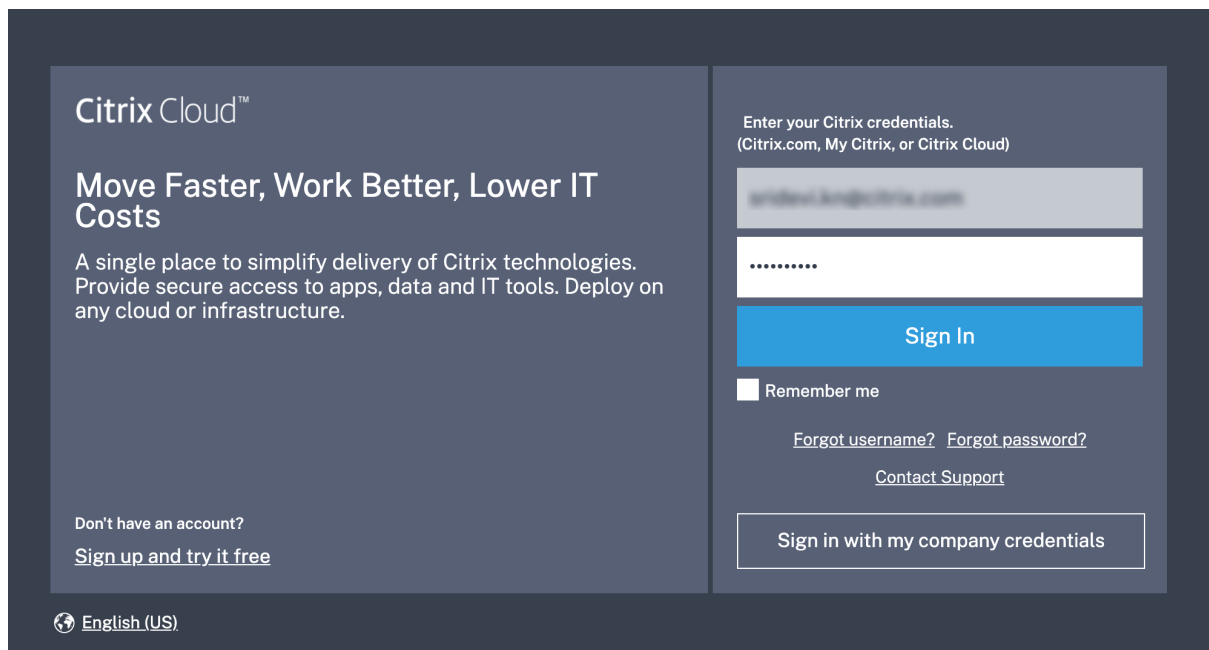 Citrix Cloud™
Move Faster, Work Better, Lower IT
Costs
A single place to simplify delivery of Citrix technologies.
Provide secure access to apps, data and IT tools. Deploy on
any cloud or infrastructure.
Don't have an account?
Sign up and try it free
Enter your Citrix credentials.
(Citrix.com, My Citrix, or Citrix Cloud)
••••••••••
Sign In
Remember me
Forgot username? Forgot password?
Contact Support
Sign in with my company credentials
English (US)